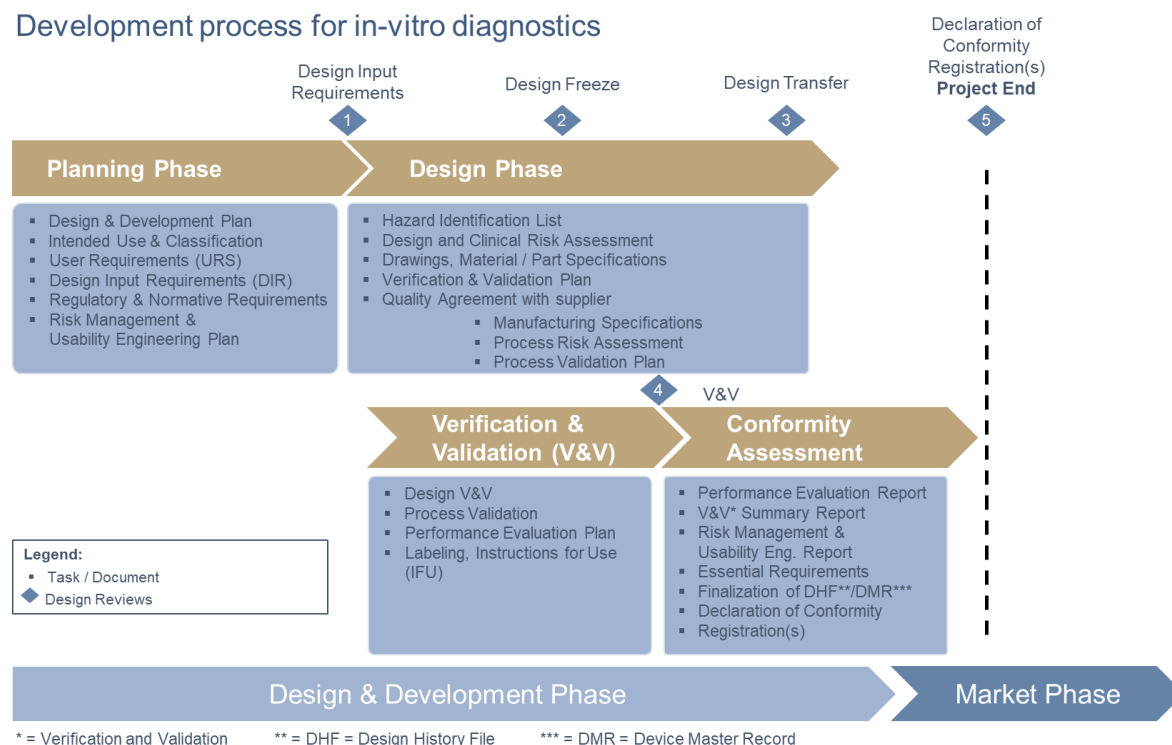 Development process for in-vitro diagnostics
Declaration of
Conformity
Registration(s)
Project End
Design Input
Requirements
Design Freeze
Design Transfer
1
2
3
5
Planning Phase
Design Phase
▪ Design & Development Plan
▪ Intended Use & Classification
▪ User Requirements (URS)
▪ Design Input Requirements (DIR)
▪ Regulatory & Normative Requirements
▪ Risk Management &
Usability Engineering Plan
▪ Hazard Identification List
▪ Design and Clinical Risk Assessment
▪ Drawings, Material / Part Specifications
▪ Verification & Validation Plan
▪ Quality Agreement with supplier
▪ Manufacturing Specifications
▪ Process Risk Assessment
▪ Process Validation Plan
4
V&V
Verification &
Validation (V&V)
Conformity
Assessment
▪ Design V&V
▪ Process Validation
▪ Performance Evaluation Plan
▪ Labeling, Instructions for Use
(IFU)
▪ Performance Evaluation Report
▪ V&V* Summary Report
▪ Risk Management &
Usability Eng. Report
▪ Essential Requirements
▪ Finalization of DHF**/DMR***
▪ Declaration of Conformity
▪ Registration(s)
Legend:
▪ Task / Document
Design Reviews
Design & Development Phase
Market Phase
* = Verification and Validation
** = DHF = Design History File
*** = DMR = Device Master Record